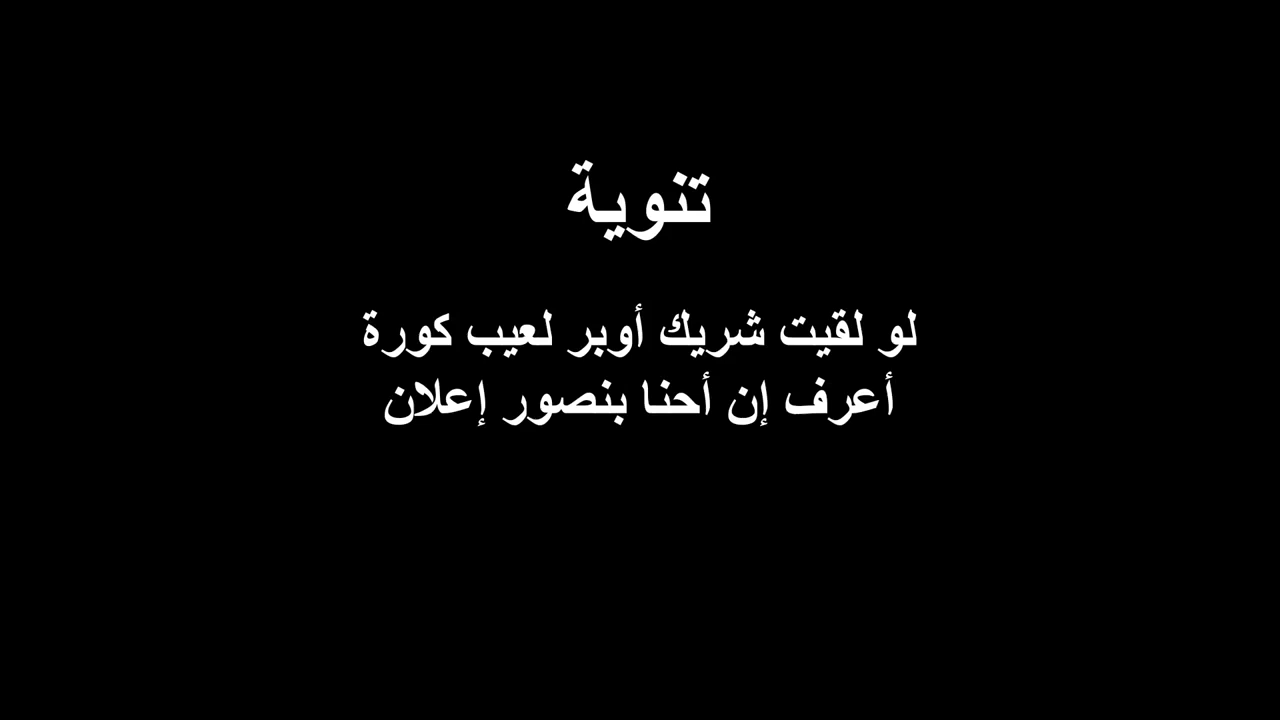 تنوية
لو لقيت شريك أوبر لعيب كورة
أعرف إن أحنا بنصور إعلان